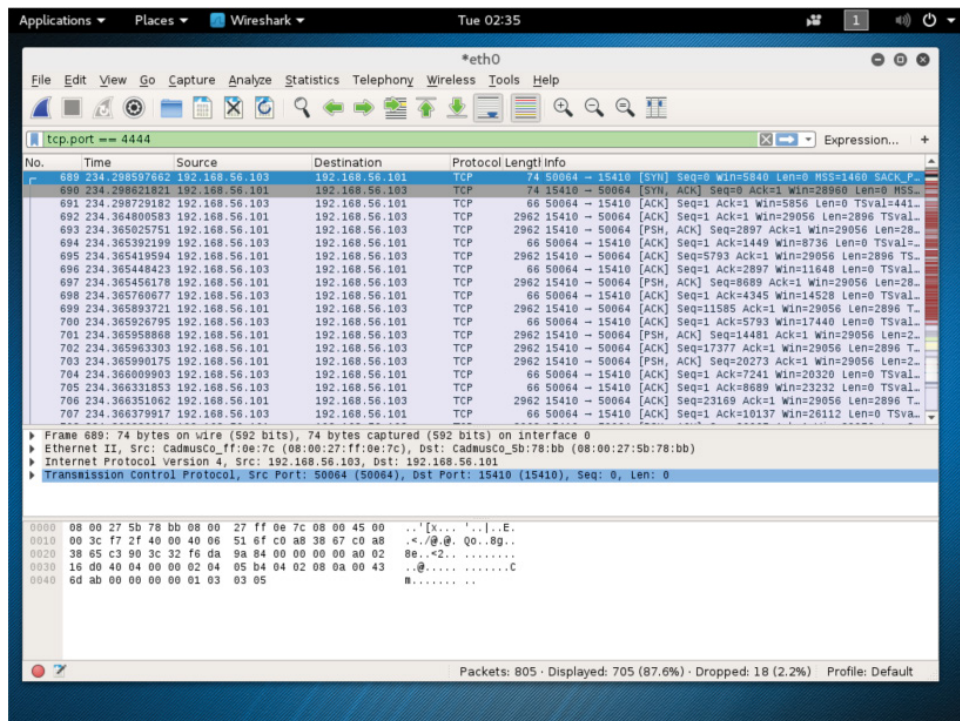 Applications ▾ Places ▾ Wireshark ▾ Tue 02:35 1
*eth0
File Edit View Go Capture Analyze Statistics Telephony Wireless Tools Help
tcp.port == 4444 Expression... +
No. Time Source Destination Protocol Length Info
689 234.298597662 192.168.56.103 192.168.56.101 TCP 74 50064 → 15410 [SYN] Seq=0 Win=5840 Len=0 MSS=1460 SACK_P…
690 234.298621821 192.168.56.101 192.168.56.103 TCP 74 15410 → 50064 [SYN, ACK] Seq=0 Ack=1 Win=28960 Len=0 MSS…
691 234.298729182 192.168.56.103 192.168.56.101 TCP 66 50064 → 15410 [ACK] Seq=1 Ack=1 Win=5856 Len=0 TSval=441…
692 234.364800583 192.168.56.101 192.168.56.103 TCP 2962 15410 → 50064 [ACK] Seq=1 Ack=1 Win=29056 Len=2896 TSval…
693 234.365025751 192.168.56.101 192.168.56.103 TCP 2962 15410 → 50064 [PSH, ACK] Seq=2897 Ack=1 Win=29056 Len=28…
694 234.365392199 192.168.56.103 192.168.56.101 TCP 66 50064 → 15410 [ACK] Seq=1 Ack=1449 Win=8736 Len=0 TSval=…
695 234.365419594 192.168.56.101 192.168.56.103 TCP 2962 15410 → 50064 [ACK] Seq=5793 Ack=1 Win=29056 Len=2896 TS…
696 234.365448423 192.168.56.103 192.168.56.101 TCP 66 50064 → 15410 [ACK] Seq=1 Ack=2897 Win=11648 Len=0 TSval…
697 234.365456178 192.168.56.101 192.168.56.103 TCP 2962 15410 → 50064 [PSH, ACK] Seq=8689 Ack=1 Win=29056 Len=28…
698 234.365760677 192.168.56.103 192.168.56.101 TCP 66 50064 → 15410 [ACK] Seq=1 Ack=4345 Win=14528 Len=0 TSval…
699 234.365893721 192.168.56.101 192.168.56.103 TCP 2962 15410 → 50064 [ACK] Seq=11585 Ack=1 Win=29056 Len=2896 T…
700 234.365926795 192.168.56.103 192.168.56.101 TCP 66 50064 → 15410 [ACK] Seq=1 Ack=5793 Win=17440 Len=0 TSval…
701 234.365958868 192.168.56.101 192.168.56.103 TCP 2962 15410 → 50064 [PSH, ACK] Seq=14481 Ack=1 Win=29056 Len=2…
702 234.365963303 192.168.56.101 192.168.56.103 TCP 2962 15410 → 50064 [ACK] Seq=17377 Ack=1 Win=29056 Len=2896 T…
703 234.365990175 192.168.56.101 192.168.56.103 TCP 2962 15410 → 50064 [PSH, ACK] Seq=20273 Ack=1 Win=29056 Len=2…
704 234.366009903 192.168.56.103 192.168.56.101 TCP 66 50064 → 15410 [ACK] Seq=1 Ack=7241 Win=20320 Len=0 TSval…
705 234.366331853 192.168.56.103 192.168.56.101 TCP 66 50064 → 15410 [ACK] Seq=1 Ack=8689 Win=23232 Len=0 TSval…
706 234.366351062 192.168.56.101 192.168.56.103 TCP 2962 15410 → 50064 [ACK] Seq=23169 Ack=1 Win=29056 Len=2896 T…
707 234.366379917 192.168.56.103 192.168.56.101 TCP 66 50064 → 15410 [ACK] Seq=1 Ack=10137 Win=26112 Len=0 TSva…
Frame 689: 74 bytes on wire (592 bits), 74 bytes captured (592 bits) on interface 0
Ethernet II, Src: CadmusCo_ff:0e:7c (08:00:27:ff:0e:7c), Dst: CadmusCo_5b:78:bb (08:00:27:5b:78:bb)
Internet Protocol Version 4, Src: 192.168.56.103, Dst: 192.168.56.101
Transmission Control Protocol, Src Port: 50064 (50064), Dst Port: 15410 (15410), Seq: 0, Len: 0
0000 08 00 27 5b 78 bb 08 00 27 ff 0e 7c 08 00 45 00 ..'[x... '..|..E.
0010 00 3c f7 2f 40 00 40 06 51 6f c0 a8 38 67 c0 a8 .<./@.@. Qo..8g..
0020 38 65 c3 90 3c 32 f6 da 9a 84 00 00 00 00 a0 02 8e..<2.. ........
0030 16 d0 40 04 00 00 02 04 05 b4 04 02 08 0a 00 43 ..@..... .......C
0040 6d ab 00 00 00 00 01 03 03 05 m....... ..
Packets: 805 · Displayed: 705 (87.6%) · Dropped: 18 (2.2%) Profile: Default